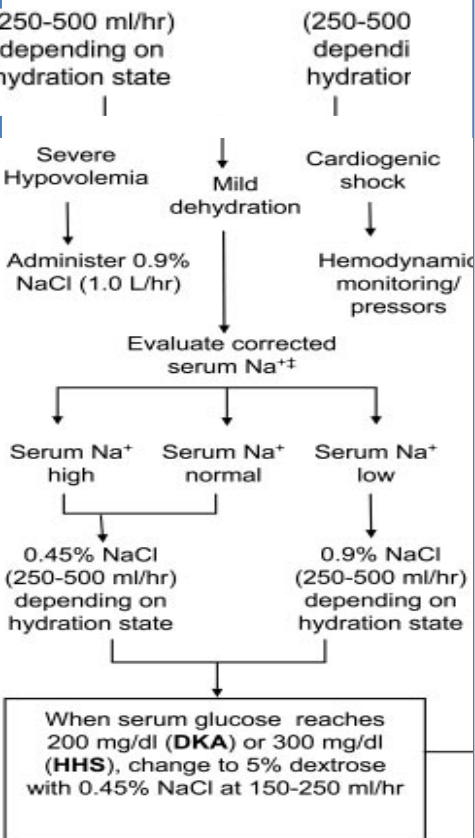 250-500 ml/hr)
depending on
hydration state
(250-500
dependi
hydratior
Severe
Hypovolemia
Administer 0.9%
NaCl (1.0 L/hr)
Mild
dehydration
Cardiogenic
shock
Hemodynamic
monitoring/
pressors
Evaluate corrected
serum Na⁺‡
Serum Na⁺
high
Serum Na⁺
normal
Serum Na⁺
low
0.45% NaCl
(250-500 ml/hr)
depending on
hydration state
0.9% NaCl
(250-500 ml/hr)
depending on
hydration state
When serum glucose reaches
200 mg/dl (DKA) or 300 mg/dl
(HHS), change to 5% dextrose
with 0.45% NaCl at 150-250 ml/hr